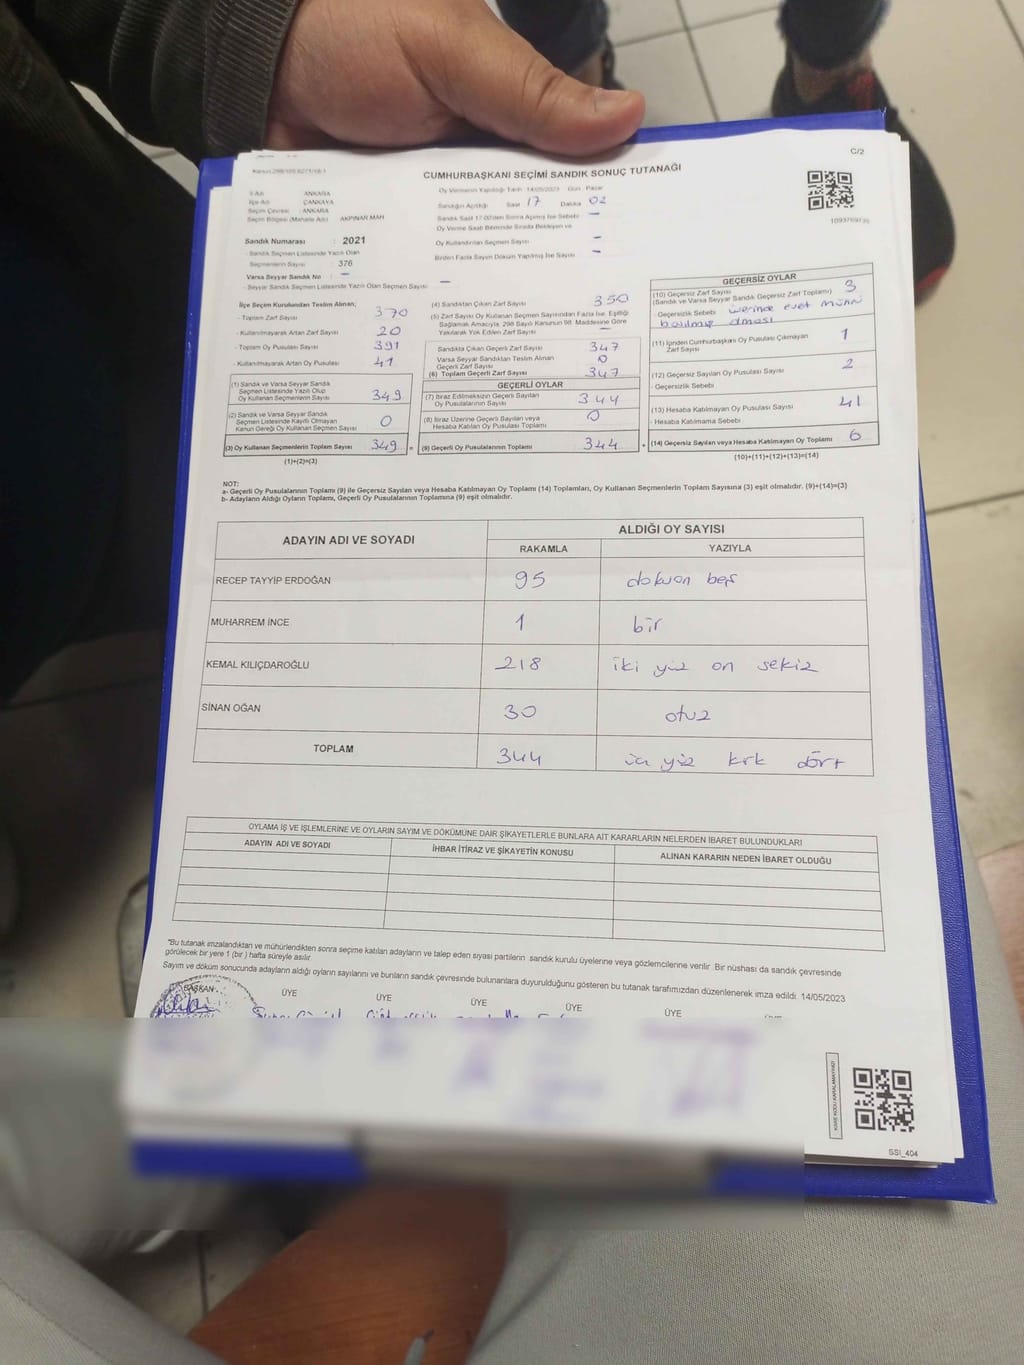 C/2
CUMHURBAŞKANI SEÇİMİ SANDIK SONUÇ TUTANAĞI
İl Adı : ANKARA
İlçe Adı : ÇANKAYA
Seçim Çevresi : ANKARA
Seçim Bölgesi (Mahalle Adı) : AKPINAR MAH
Sandık Numarası : 2021
- Sandık Seçmen Listesinde Yazılı Olan
Seçmenlerin Sayısı : 376
Varsa Seyyar Sandık No : –
- Seyyar Sandık Seçmen Listesinde Yazılı Olan Seçmen Sayısı : –
Oy Vermenin Yapıldığı Tarih : 14/05/2023 Gün : Pazar
Sandığın Açıldığı Saat 17 Dakika 02
Sandık Saat 17:00'den Sonra Açılmış İse Sebebi : –
Oy Verme Saati Bitiminde Sırada Bekleyen ve
Oy Kullandırılan Seçmen Sayısı : –
Birden Fazla Sayım Döküm Yapılmış İse Sayısı : –
İlçe Seçim Kurulundan Teslim Alınan;
- Toplam Zarf Sayısı : 370
- Kullanılmayarak Artan Zarf Sayısı : 20
- Toplam Oy Pusulası Sayısı : 391
- Kullanılmayarak Artan Oy Pusulası : 41
(1) Sandık ve Varsa Seyyar Sandık
Seçmen Listesinde Yazılı Olup
Oy Kullanan Seçmenlerin Sayısı : 349
(2) Sandık ve Varsa Seyyar Sandık
Seçmen Listesinde Kayıtlı Olmayan
Kanun Gereği Oy Kullanan Seçmen Sayısı : 0
(3) Oy Kullanan Seçmenlerin Toplam Sayısı : 349
(1)+(2)=(3)
(4) Sandıktan Çıkan Zarf Sayısı : 350
(5) Zarf Sayısı Oy Kullanan Seçmen Sayısından Fazla İse, Eşitliği
Sağlamak Amacıyla, 298 Sayılı Kanunun 98. Maddesine Göre
Yakılarak Yok Edilen Zarf Sayısı : –
Sandıkta Çıkan Geçerli Zarf Sayısı : 347
Varsa Seyyar Sandıktan Teslim Alınan
Geçerli Zarf Sayısı : 0
(6) Toplam Geçerli Zarf Sayısı : 347
GEÇERLİ OYLAR
(7) İtiraz Edilmeksizin Geçerli Sayılan
Oy Pusulalarının Sayısı : 344
(8) İtiraz Üzerine Geçerli Sayılan veya
Hesaba Katılan Oy Pusulaları Toplamı : 0
= (9) Geçerli Oy Pusulalarının Toplamı : 344
GEÇERSİZ OYLAR
(10) Geçersiz Zarf Sayısı : 3
(Sandık ve Varsa Seyyar Sandık Geçersiz Zarf Toplamı)
- Geçersizlik Sebebi : üzerinde evet mührü
basılmış olması
(11) İçinden Cumhurbaşkanı Oy Pusulası Çıkmayan
Zarf Sayısı : 1
(12) Geçersiz Sayılan Oy Pusulası Sayısı : 2
- Geçersizlik Sebebi :
(13) Hesaba Katılmayan Oy Pusulası Sayısı : 41
- Hesaba Katılmama Sebebi :
+ (14) Geçersiz Sayılan veya Hesaba Katılmayan Oy Toplamı : 6
(10)+(11)+(12)+(13)=(14)
NOT:
a- Geçerli Oy Pusulalarının Toplamı (9) ile Geçersiz Sayılan veya Hesaba Katılmayan Oy Toplamı (14) Toplamları, Oy Kullanan Seçmenlerin Toplam Sayısına (3) eşit olmalıdır. (9)+(14)=(3)
b- Adayların Aldığı Oyların Toplamı, Geçerli Oy Pusulalarının Toplamına (9) eşit olmalıdır.
ADAYIN ADI VE SOYADI ALDIĞI OY SAYISI
RAKAMLA YAZIYLA
RECEP TAYYİP ERDOĞAN 95 doksan beş
MUHARREM İNCE 1 bir
KEMAL KILIÇDAROĞLU 218 iki yüz on sekiz
SİNAN OĞAN 30 otuz
TOPLAM 344 üç yüz kırk dört
OYLAMA İŞ VE İŞLEMLERİNE VE OYLARIN SAYIM VE DÖKÜMÜNE DAİR ŞİKAYETLERLE BUNLARA AİT KARARLARIN NELERDEN İBARET BULUNDUKLARI
ADAYIN ADI VE SOYADI İHBAR İTİRAZ VE ŞİKAYETİN KONUSU ALINAN KARARIN NEDEN İBARET OLDUĞU
"Bu tutanak imzalandıktan ve mühürlendikten sonra seçime katılan adayların ve talep eden siyasi partilerin sandık kurulu üyelerine veya gözlemcilerine verilir. Bir nüshası da sandık çevresinde
görülecek bir yere 1 (bir ) hafta süreyle asılır.
Sayım ve döküm sonucunda adayların aldığı oyların sayılarını ve bunların sandık çevresinde bulunanlara duyurulduğunu gösteren bu tutanak tarafımızdan düzenlenerek imza edildi. 14/05/2023
BAŞKAN ÜYE ÜYE ÜYE ÜYE ÜYE
KARE KODU KARALAMAYINIZ!
SSI_404